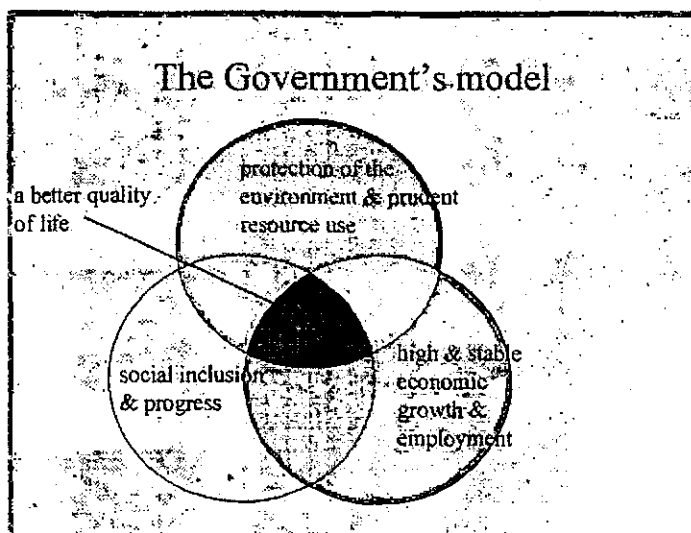 The Government's model
protection of the
environment & prudent
resource use
a better quality
of life
social inclusion
& progress
high & stable
economic
growth &
employment